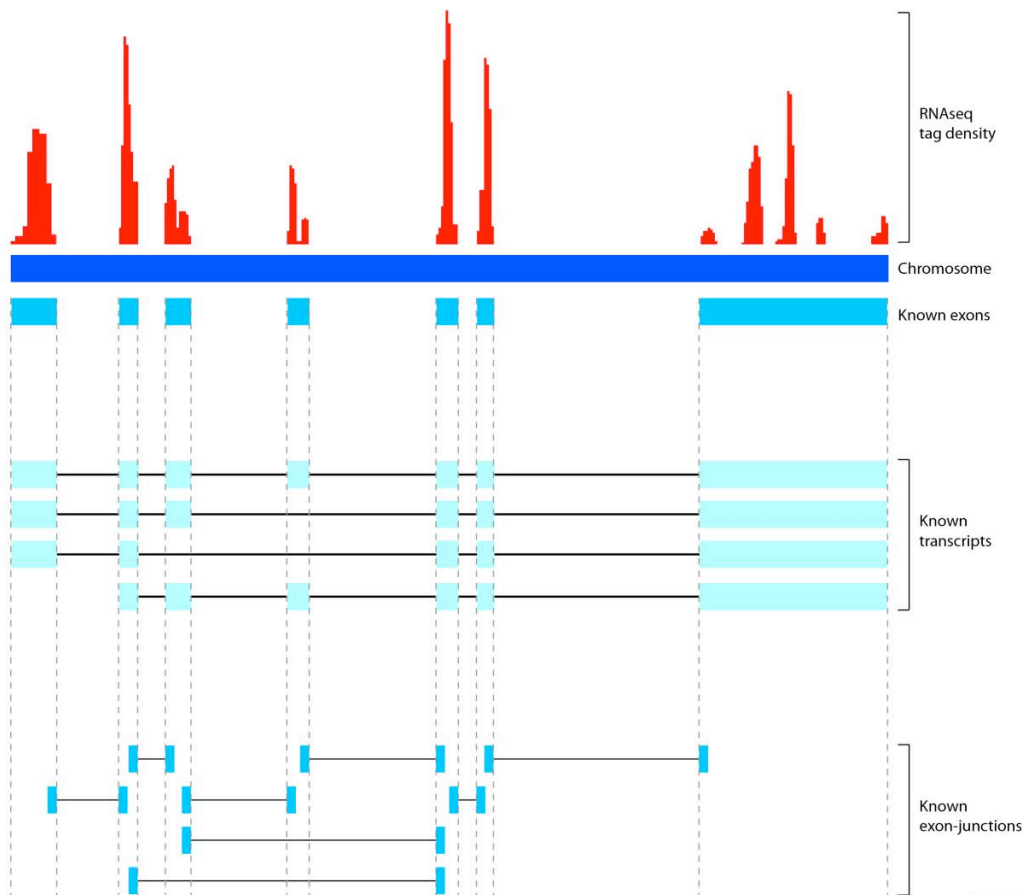 RNAseq
tag density
Chromosome
Known exons
Known
transcripts
Known
exon-junctions